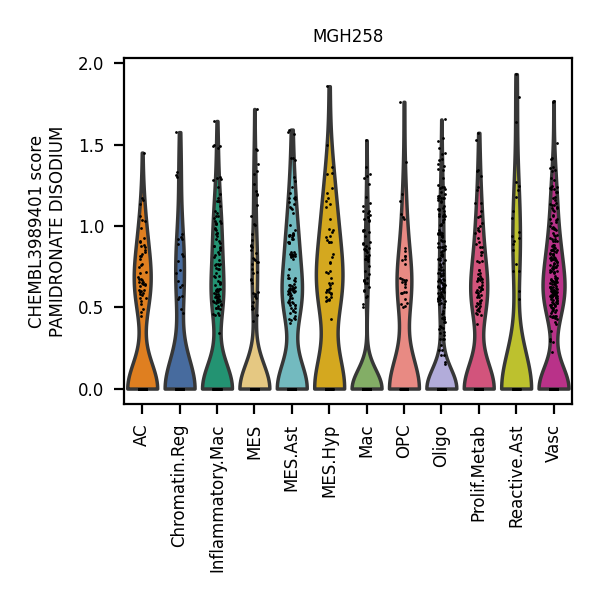 MGH258
CHEMBL3989401 score
PAMIDRONATE DISODIUM
2.0
1.5
1.0
0.5
0.0
AC
Chromatin.Reg
Inflammatory.Mac
MES
MES.Ast
MES.Hyp
Mac
OPC
Oligo
Prolif.Metab
Reactive.Ast
Vasc